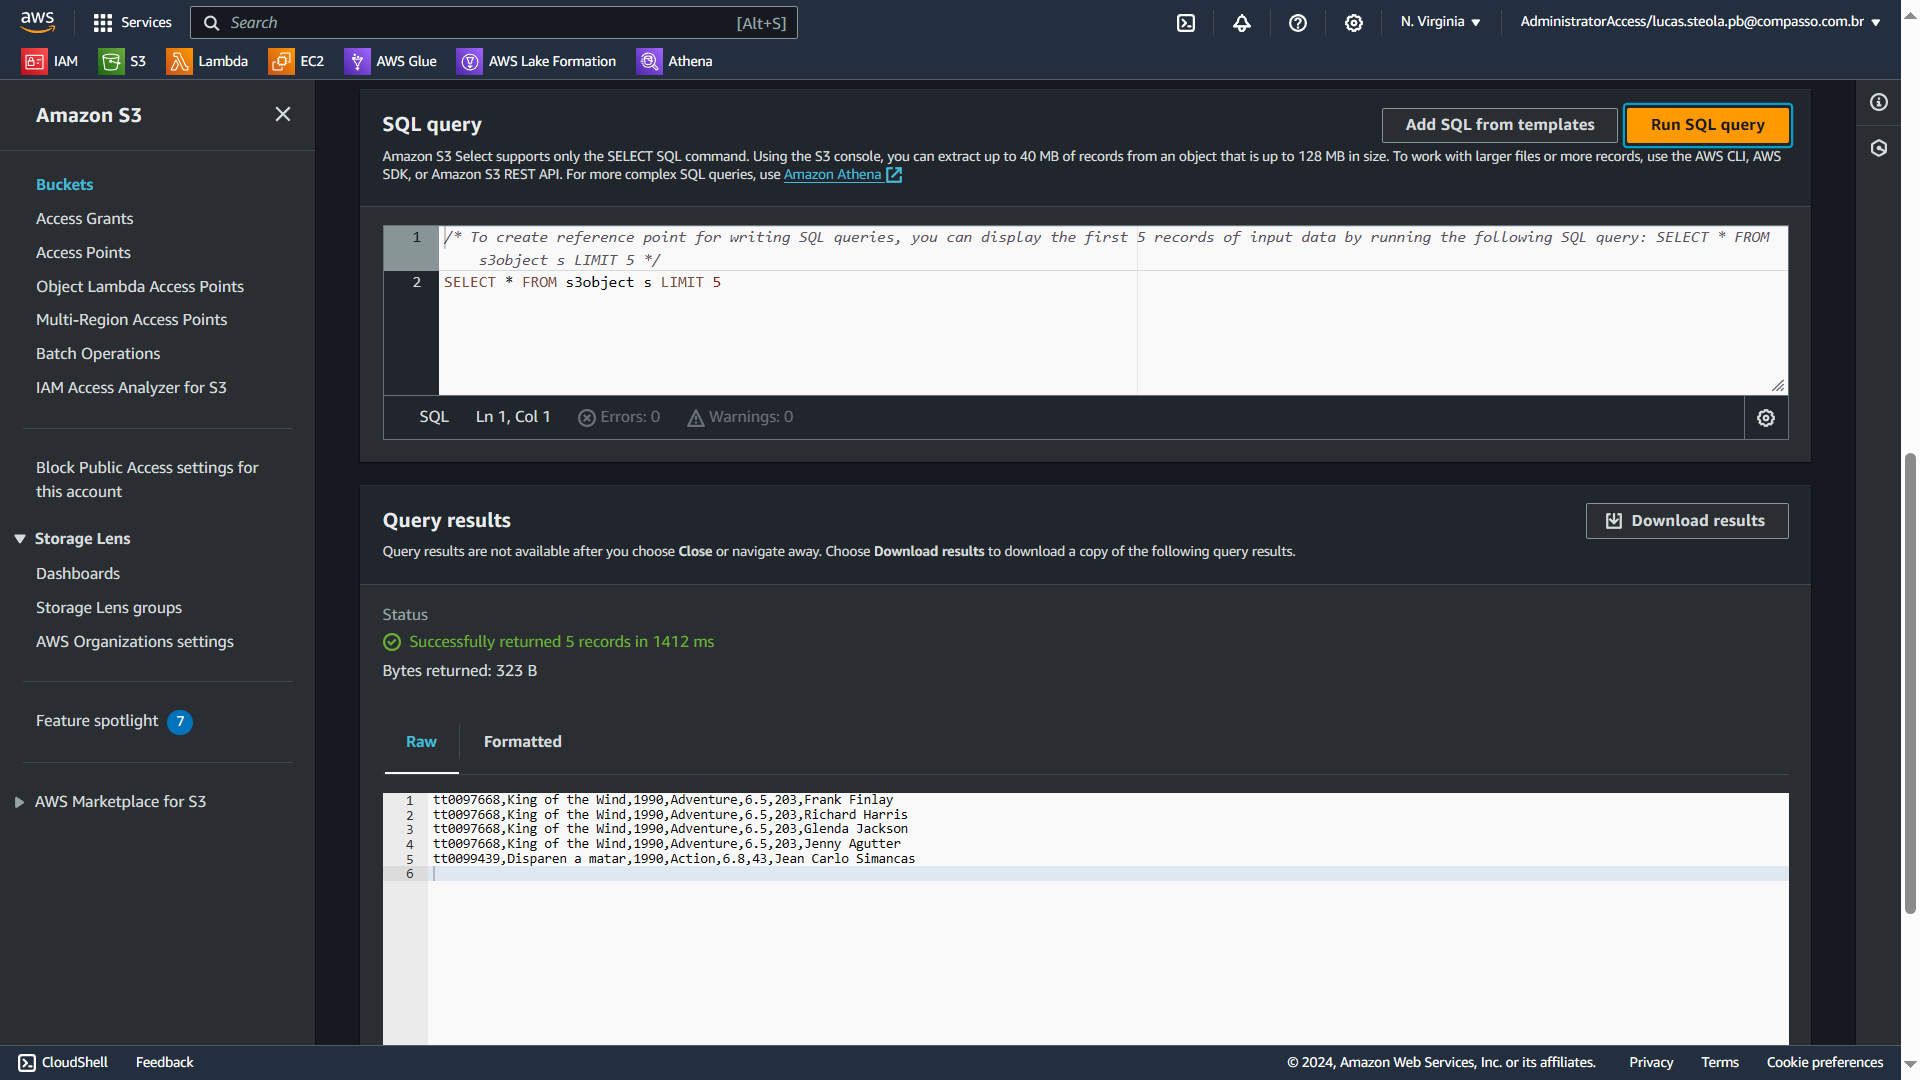 aws
Services
Search
[Alt+S]
N. Virginia
AdministratorAccess/lucas.steola.pb@compasso.com.br
IAM
S3
Lambda
EC2
AWS Glue
AWS Lake Formation
Athena
Amazon S3
Buckets
Access Grants
Access Points
Object Lambda Access Points
Multi-Region Access Points
Batch Operations
IAM Access Analyzer for S3
Block Public Access settings for
this account
Storage Lens
Dashboards
Storage Lens groups
AWS Organizations settings
Feature spotlight 7
AWS Marketplace for S3
SQL query
Add SQL from templates
Run SQL query
Amazon S3 Select supports only the SELECT SQL command. Using the S3 console, you can extract up to 40 MB of records from an object that is up to 128 MB in size. To work with larger files or more records, use the AWS CLI, AWS
SDK, or Amazon S3 REST API. For more complex SQL queries, use Amazon Athena
1 /* To create reference point for writing SQL queries, you can display the first 5 records of input data by running the following SQL query: SELECT * FROM
s3object s LIMIT 5 */
2 SELECT * FROM s3object s LIMIT 5
SQL Ln 1, Col 1 Errors: 0 Warnings: 0
Query results
Download results
Query results are not available after you choose Close or navigate away. Choose Download results to download a copy of the following query results.
Status
Successfully returned 5 records in 1412 ms
Bytes returned: 323 B
Raw
Formatted
1 tt0097668,King of the Wind,1990,Adventure,6.5,203,Frank Finlay
2 tt0097668,King of the Wind,1990,Adventure,6.5,203,Richard Harris
3 tt0097668,King of the Wind,1990,Adventure,6.5,203,Glenda Jackson
4 tt0097668,King of the Wind,1990,Adventure,6.5,203,Jenny Agutter
5 tt0099439,Disparen a matar,1990,Action,6.8,43,Jean Carlo Simancas
6
CloudShell
Feedback
© 2024, Amazon Web Services, Inc. or its affiliates.
Privacy
Terms
Cookie preferences